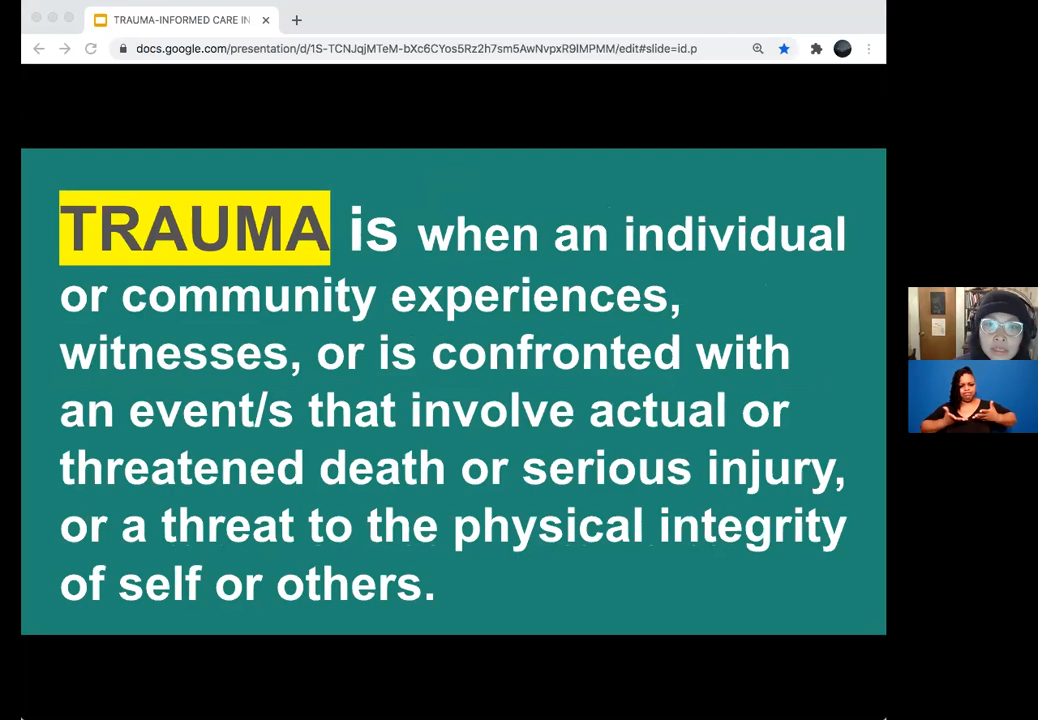 TRAUMA-INFORMED CARE IN
docs.google.com/presentation/d/1S-TCNJqjMTeM-bXc6CYos5Rz2h7sm5AwNvpxR9IMPMM/edit#slide=id.p
TRAUMA is when an individual
or community experiences,
witnesses, or is confronted with
an event/s that involve actual or
threatened death or serious injury,
or a threat to the physical integrity
of self or others.